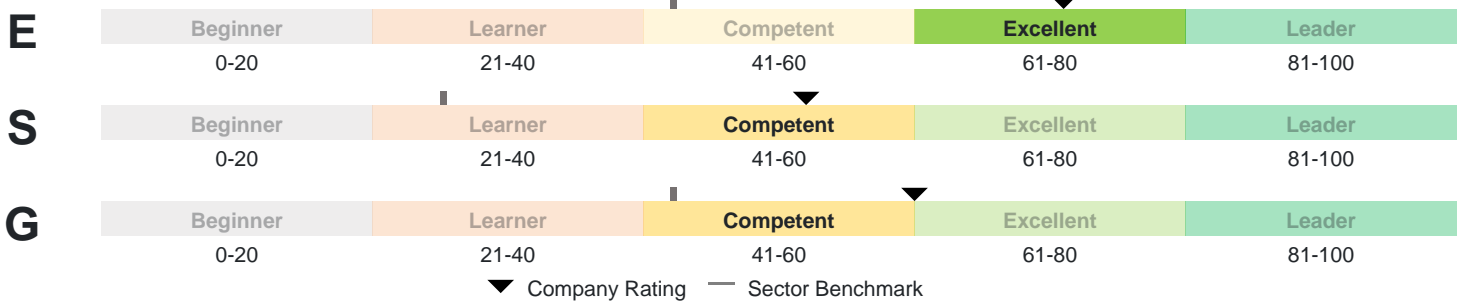 E Beginner Learner Competent Excellent Leader
0-20 21-40 41-60 61-80 81-100
S Beginner Learner Competent Excellent Leader
0-20 21-40 41-60 61-80 81-100
G Beginner Learner Competent Excellent Leader
0-20 21-40 41-60 61-80 81-100
Company Rating Sector Benchmark